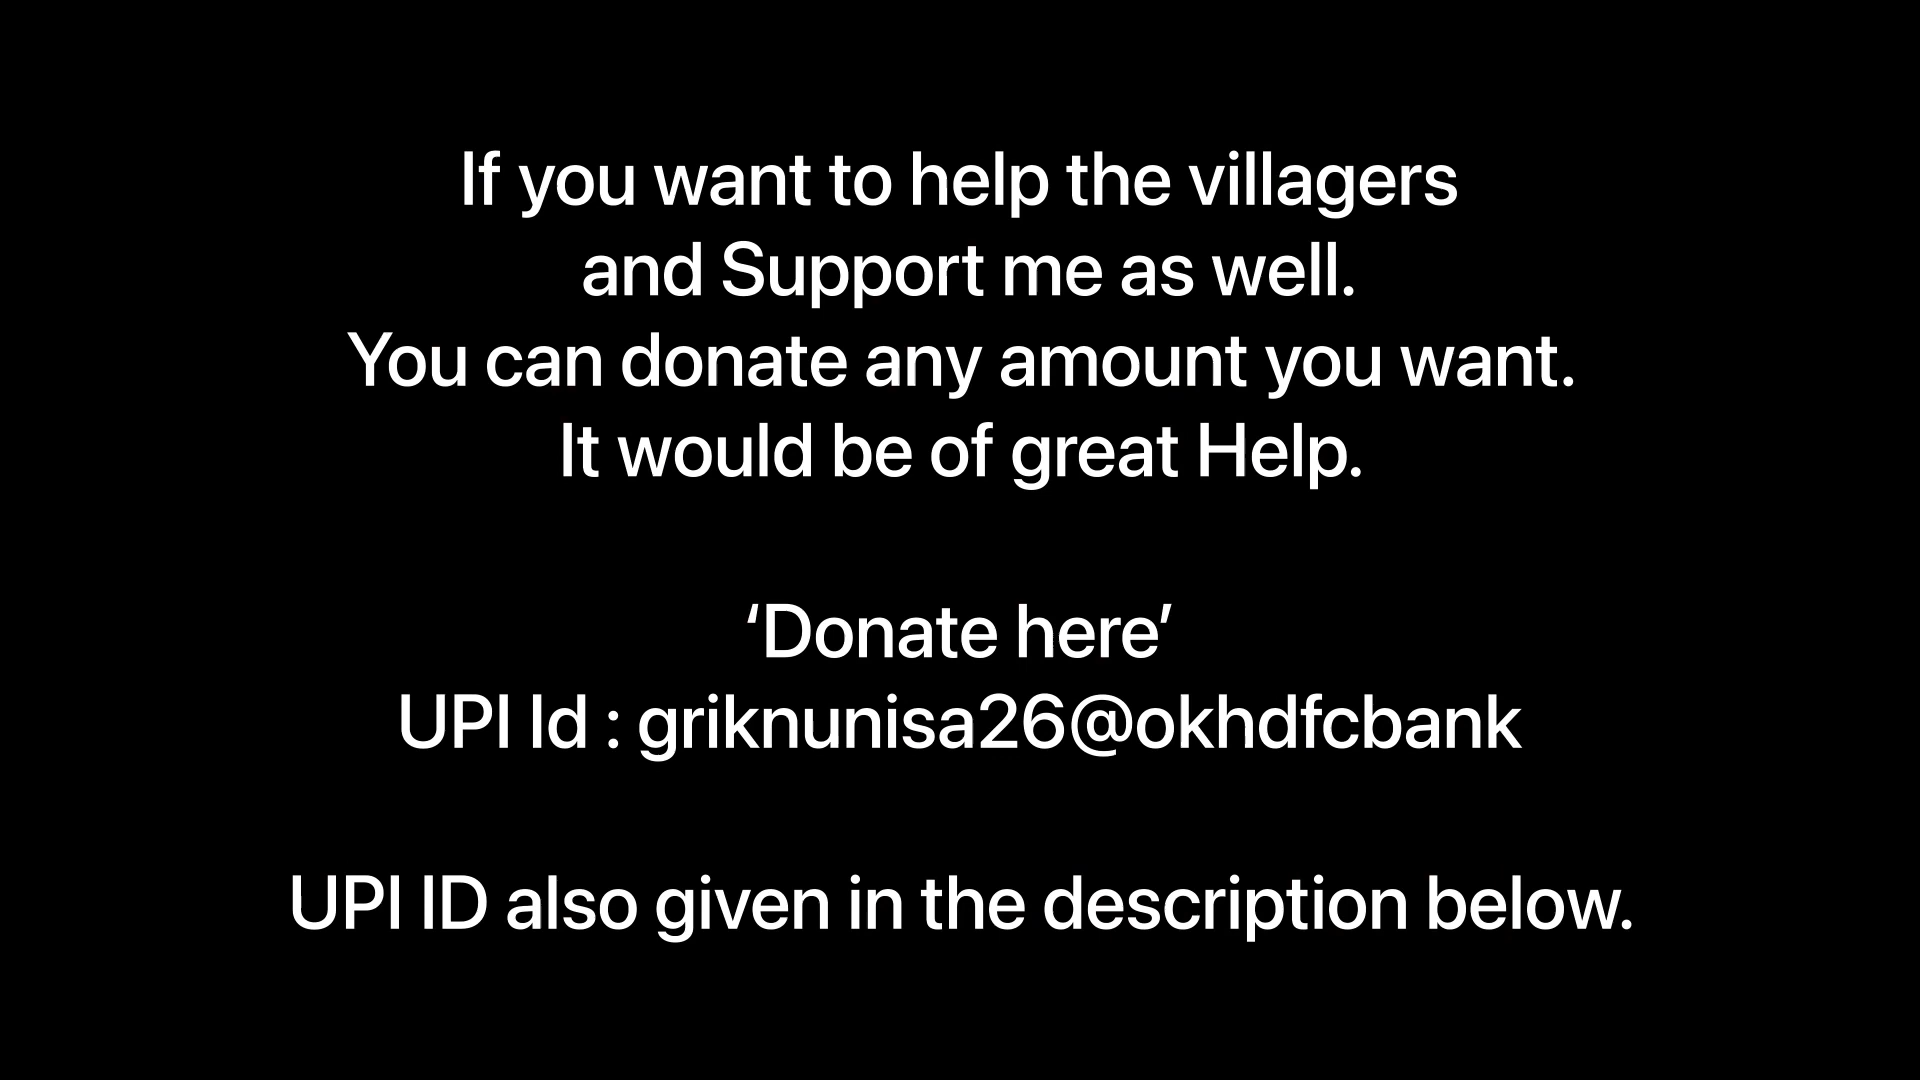 If you want to help the villagers
and Support me as well.
You can donate any amount you want.
It would be of great Help.
‘Donate here’
UPI Id : griknunisa26@okhdfcbank
UPI ID also given in the description below.